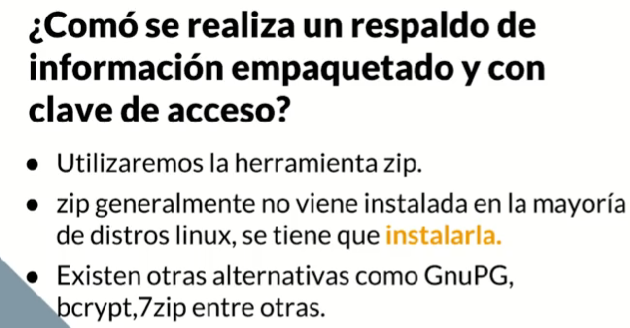 ¿Comó se realiza un respaldo de
información empaquetado y con
clave de acceso?
• Utilizaremos la herramienta zip.
• zip generalmente no viene instalada en la mayoría
de distros linux, se tiene que instalarla.
• Existen otras alternativas como GnuPG,
bcrypt,7zip entre otras.